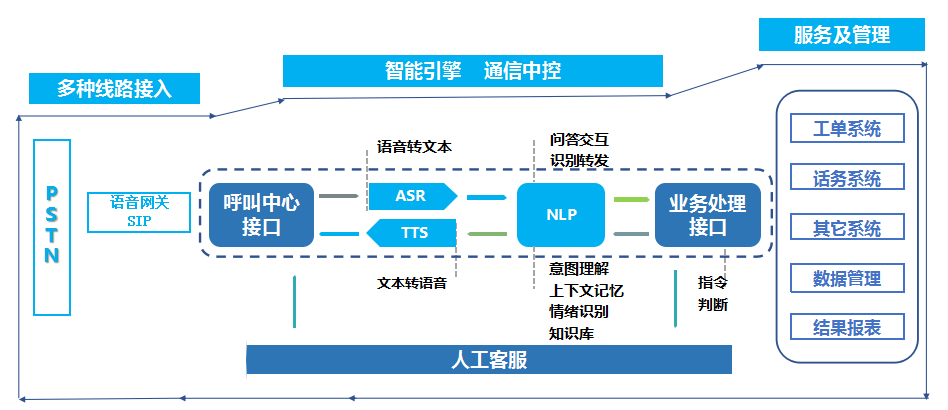 服务及管理
智能引擎 通信中控
多种线路接入
PSTN
语音网关
SIP
呼叫中心
接口
语音转文本
ASR
TTS
文本转语音
问答交互
识别转发
NLP
意图理解
上下文记忆
情绪识别
知识库
业务处理
接口
指令
判断
人工客服
工单系统
话务系统
其它系统
数据管理
结果报表